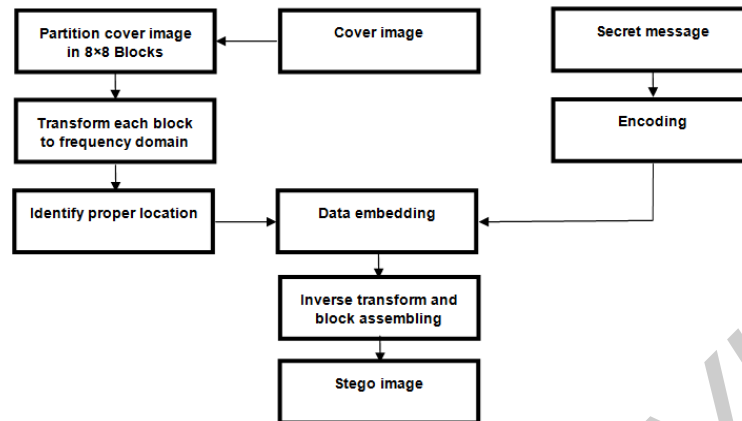 Partition cover image
in 8×8 Blocks
Cover image
Secret message
Transform each block
to frequency domain
Encoding
Identify proper location
Data embedding
Inverse transform and
block assembling
Stego image